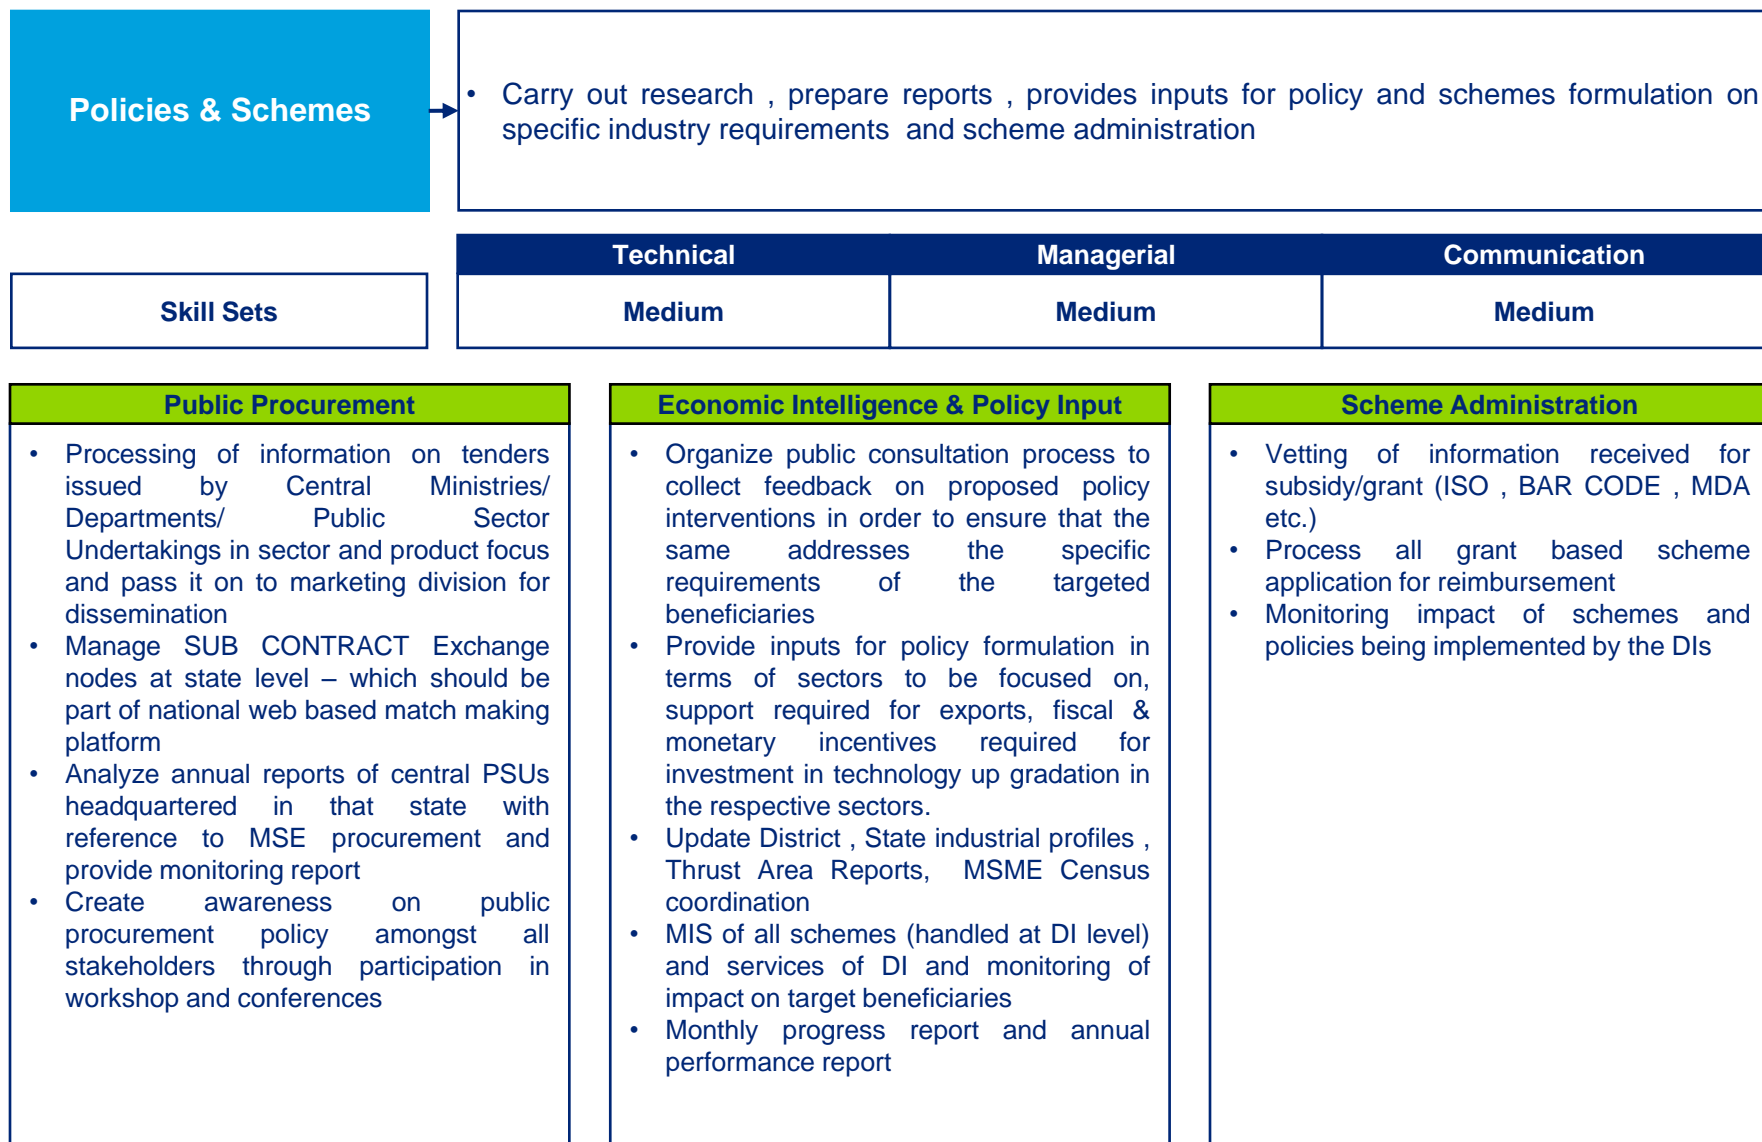 Policies & Schemes
• Carry out research , prepare reports , provides inputs for policy and schemes formulation on
specific industry requirements and scheme administration
Technical
Managerial
Communication
Skill Sets
Medium
Medium
Medium
Public Procurement
• Processing of information on tenders
issued by Central Ministries/
Departments/ Public Sector
Undertakings in sector and product focus
and pass it on to marketing division for
dissemination
• Manage SUB CONTRACT Exchange
nodes at state level – which should be
part of national web based match making
platform
• Analyze annual reports of central PSUs
headquartered in that state with
reference to MSE procurement and
provide monitoring report
• Create awareness on public
procurement policy amongst all
stakeholders through participation in
workshop and conferences
Economic Intelligence & Policy Input
• Organize public consultation process to
collect feedback on proposed policy
interventions in order to ensure that the
same addresses the specific
requirements of the targeted
beneficiaries
• Provide inputs for policy formulation in
terms of sectors to be focused on,
support required for exports, fiscal &
monetary incentives required for
investment in technology up gradation in
the respective sectors.
• Update District , State industrial profiles ,
Thrust Area Reports, MSME Census
coordination
• MIS of all schemes (handled at DI level)
and services of DI and monitoring of
impact on target beneficiaries
• Monthly progress report and annual
performance report
Scheme Administration
• Vetting of information received for
subsidy/grant (ISO , BAR CODE , MDA
etc.)
• Process all grant based scheme
application for reimbursement
• Monitoring impact of schemes and
policies being implemented by the DIs